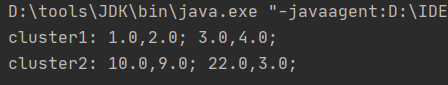 D:\tools\JDK\bin\java.exe "-javaagent:D:\IDE
cluster1: 1.0,2.0; 3.0,4.0;
cluster2: 10.0,9.0; 22.0,3.0;